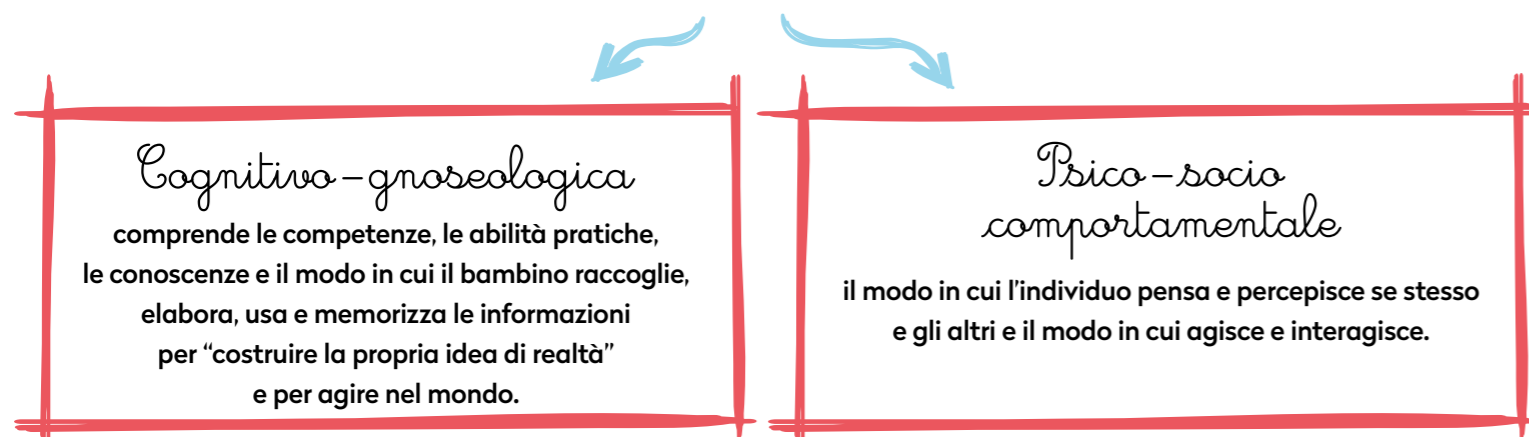 Cognitivo-gnoseologica
comprende le competenze, le abilità pratiche,
le conoscenze e il modo in cui il bambino raccoglie,
elabora, usa e memorizza le informazioni
per “costruire la propria idea di realtà”
e per agire nel mondo.
Psico-socio
comportamentale
il modo in cui l’individuo pensa e percepisce se stesso
e gli altri e il modo in cui agisce e interagisce.